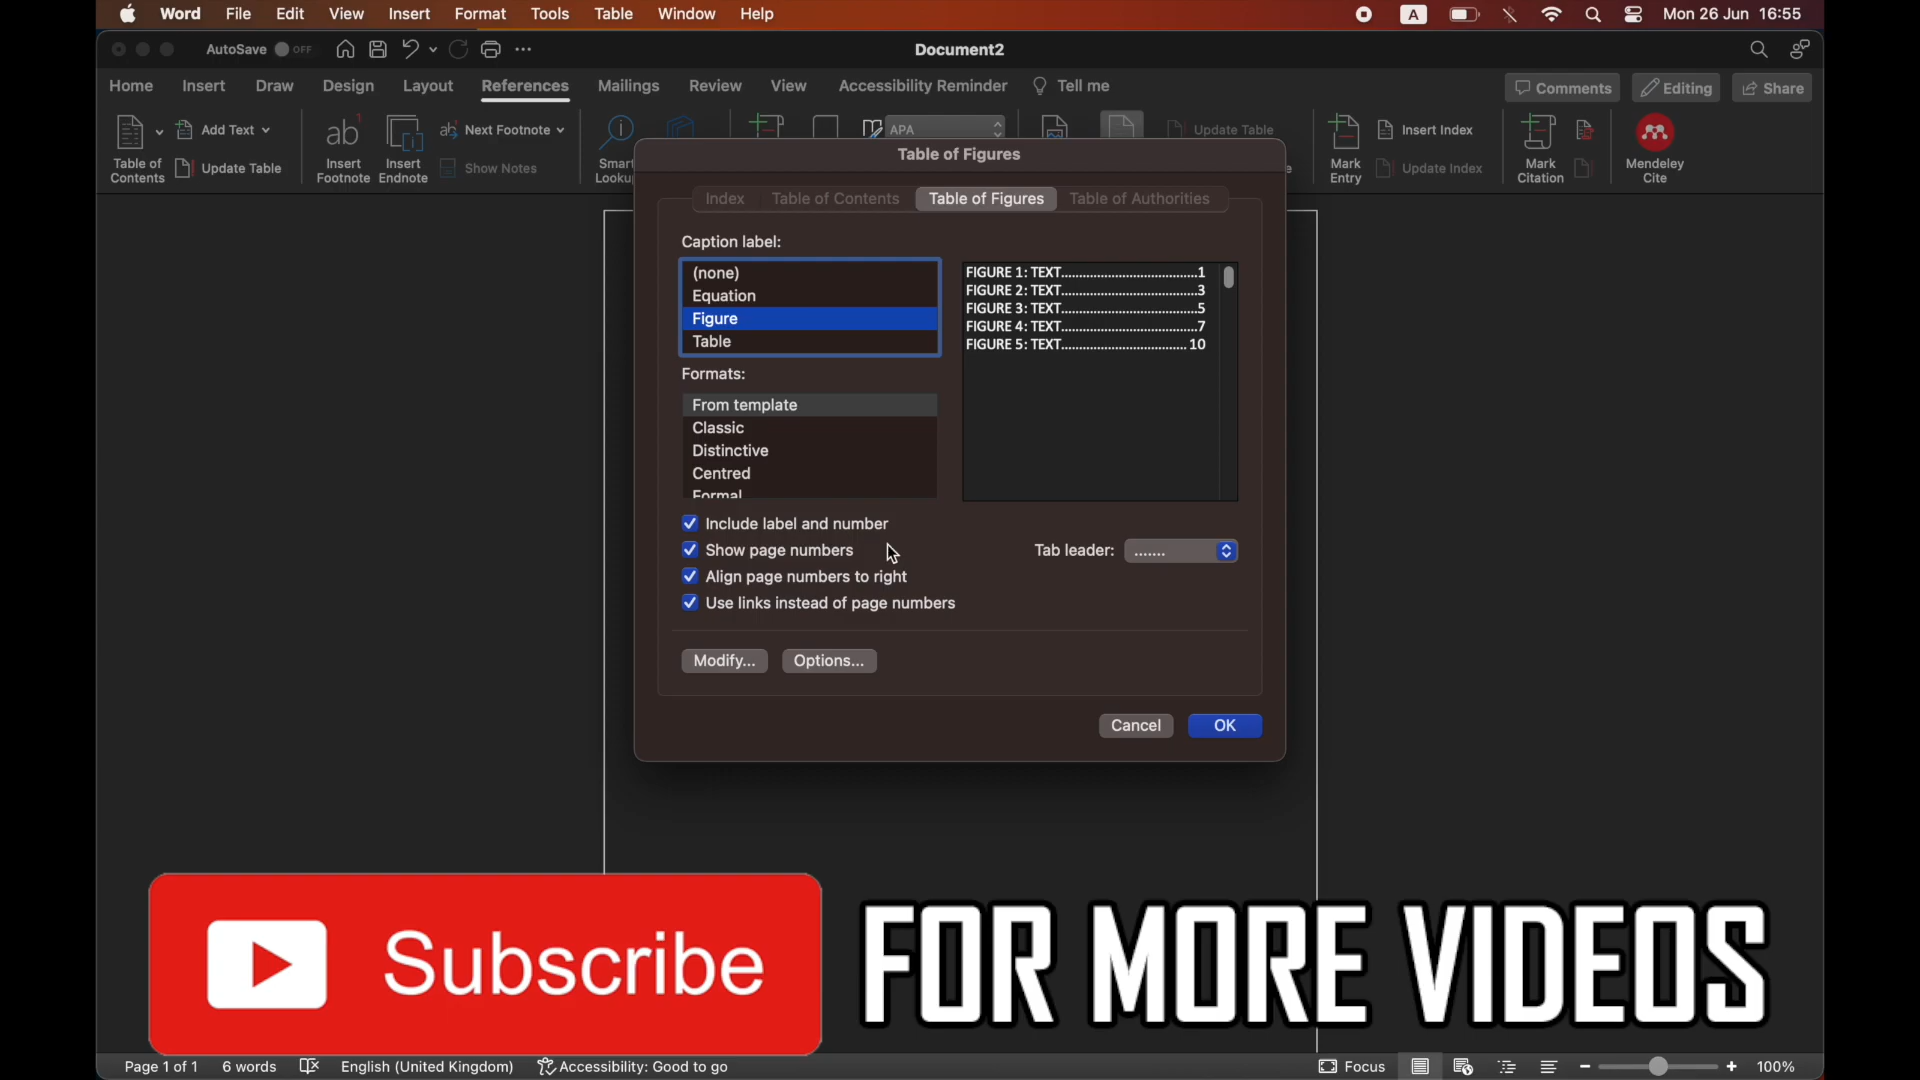 Word File Edit View Insert Format Tools Table Window Help A Mon 26 Jun 16:55
AutoSave OFF Document2
Home Insert Draw Design Layout References Mailings Review View Accessibility Reminder Tell me Comments Editing Share
Table of Contents
Add Text
Update Table
ab
Insert Footnote
Insert Endnote
ab Next Footnote
Show Notes
Smart
APA
Update Table
Mark Entry
Insert Index
Update Index
Mark Citation
Mendeley Cite
Table of Figures
Index Table of Contents Table of Figures Table of Authorities
Caption label:
(none)
Equation
Figure
Table
FIGURE 1: TEXT.......................................1
FIGURE 2: TEXT.......................................3
FIGURE 3: TEXT.......................................5
FIGURE 4: TEXT.......................................7
FIGURE 5: TEXT.................................... 10
Formats:
From template
Classic
Distinctive
Centred
Formal
Include label and number
Show page numbers
Align page numbers to right
Use links instead of page numbers
Tab leader: .......
Modify... Options...
Cancel OK
Subscribe FOR MORE VIDEOS
Page 1 of 1 6 words English (United Kingdom) Accessibility: Good to go Focus 100%